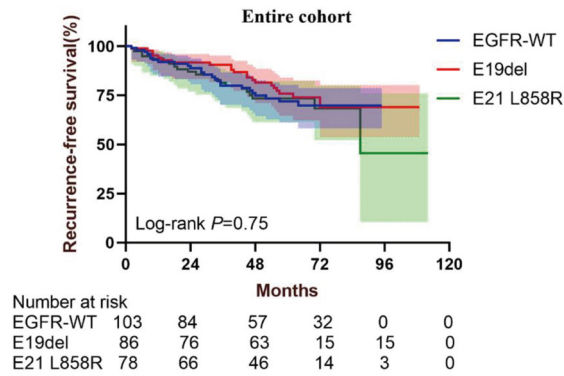 Entire cohort
Recurrence-free survival(%)
100
75
50
25
0
EGFR-WT
E19del
E21 L858R
Log-rank P=0.75
0 24 48 72 96 120
Months
Number at risk
EGFR-WT 103 84 57 32 0 0
E19del 86 76 63 15 15 0
E21 L858R 78 66 46 14 3 0